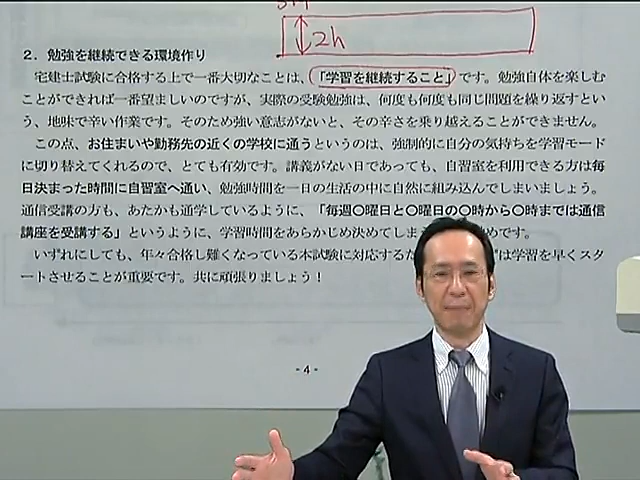 2h
2．勉強を継続できる環境作り
宅建士試験に合格する上で一番大切なことは、「学習を継続すること」です。勉強自体を楽しむ
ことができれば一番望ましいのですが、実際の受験勉強は、何度も何度も同じ問題を繰り返すとい
う、地味で辛い作業です。そのため強い意志がないと、その辛さを乗り越えることができません。
この点、お住まいや勤務先の近くの学校に通うというのは、強制的に自分の気持ちを学習モード
に切り替えてくれるので、とても有効です。講義がない日であっても、自習室を利用できる方は毎
日決まった時間に自習室へ通い、勉強時間を一日の生活の中に自然に組み込んでしまいましょう。
通信受講の方も、あたかも通学しているように、「毎週〇曜日と〇曜日の〇時から〇時までは通信
講座を受講する」というように、学習時間をあらかじめ決めてしま めです。
いずれにしても、年々合格し難くなっている本試験に対応するた は学習を早くスタ
ートさせることが重要です。共に頑張りましょう！
- 4 -